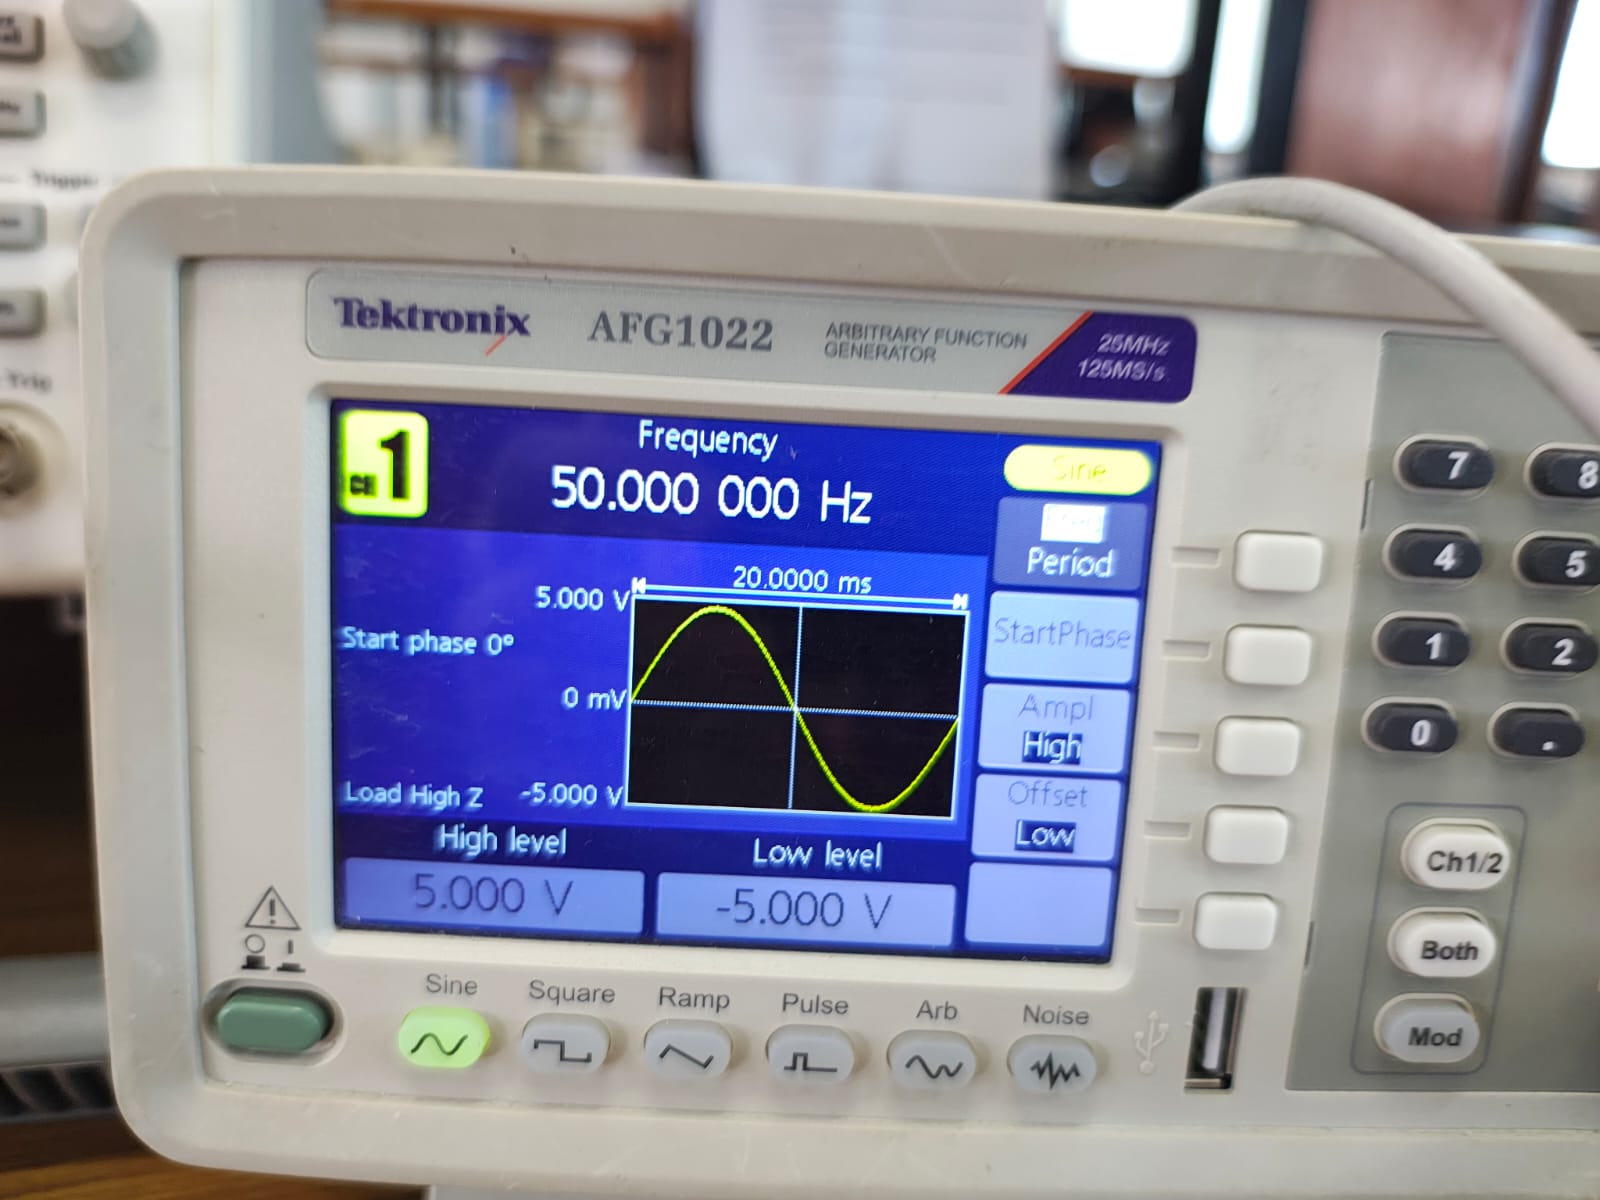 Tektronix AFG1022 ARBITRARY FUNCTION GENERATOR
25MHz
125MS/s
CH1
Frequency
50.000 000 Hz
Sine
Period
20.0000 ms
5.000 V
Start phase 0°
StartPhase
0 mV
Ampl
High
Load High Z
-5.000 V
Offset
Low
High level
Low level
5.000 V
-5.000 V
Sine
Square
Ramp
Pulse
Arb
Noise
7
8
4
5
1
2
0
.
Ch1/2
Both
Mod